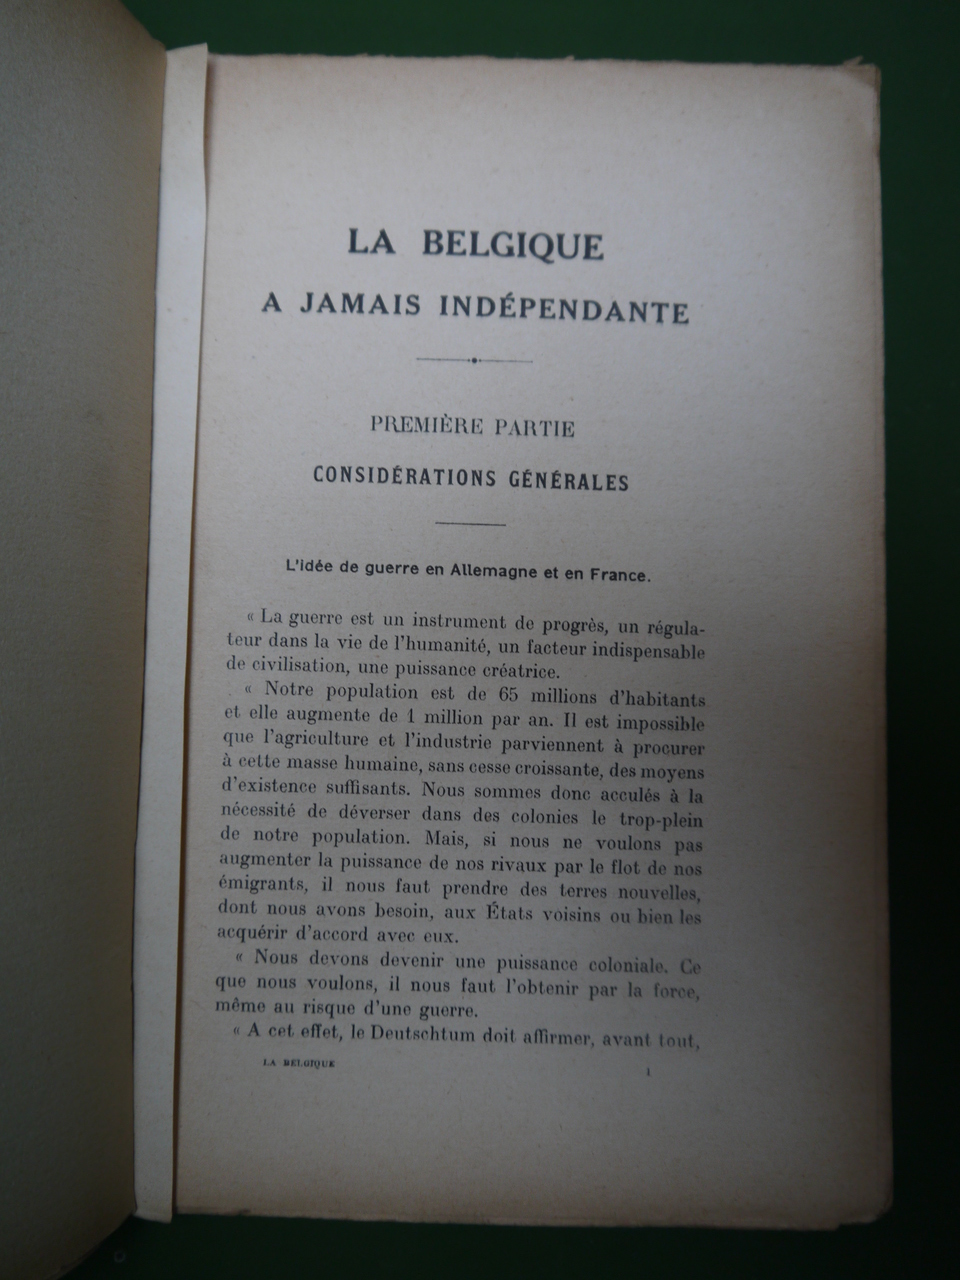 LA BELGIQUE
A JAMAIS INDÉPENDANTE
PREMIÈRE PARTIE
CONSIDÉRATIONS GÉNÉRALES
L'idée de guerre en Allemagne et en France.
« La guerre est un instrument de progrès, un régula-
teur dans la vie de l'humanité, un facteur indispensable
de civilisation, une puissance créatrice.
« Notre population est de 65 millions d'habitants
et elle augmente de 1 million par an. Il est impossible
que l'agriculture et l'industrie parviennent à procurer
à cette masse humaine, sans cesse croissante, des moyens
d'existence suffisants. Nous sommes donc acculés à la
nécessité de déverser dans des colonies le trop-plein
de notre population. Mais, si nous ne voulons pas
augmenter la puissance de nos rivaux par le flot de nos
émigrants, il nous faut prendre des terres nouvelles,
dont nous avons besoin, aux États voisins ou bien les
acquérir d'accord avec eux.
« Nous devons devenir une puissance coloniale. Ce
que nous voulons, il nous faut l'obtenir par la force,
même au risque d'une guerre.
« A cet effet, le Deutschtum doit affirmer, avant tout,
LA BELGIQUE
1